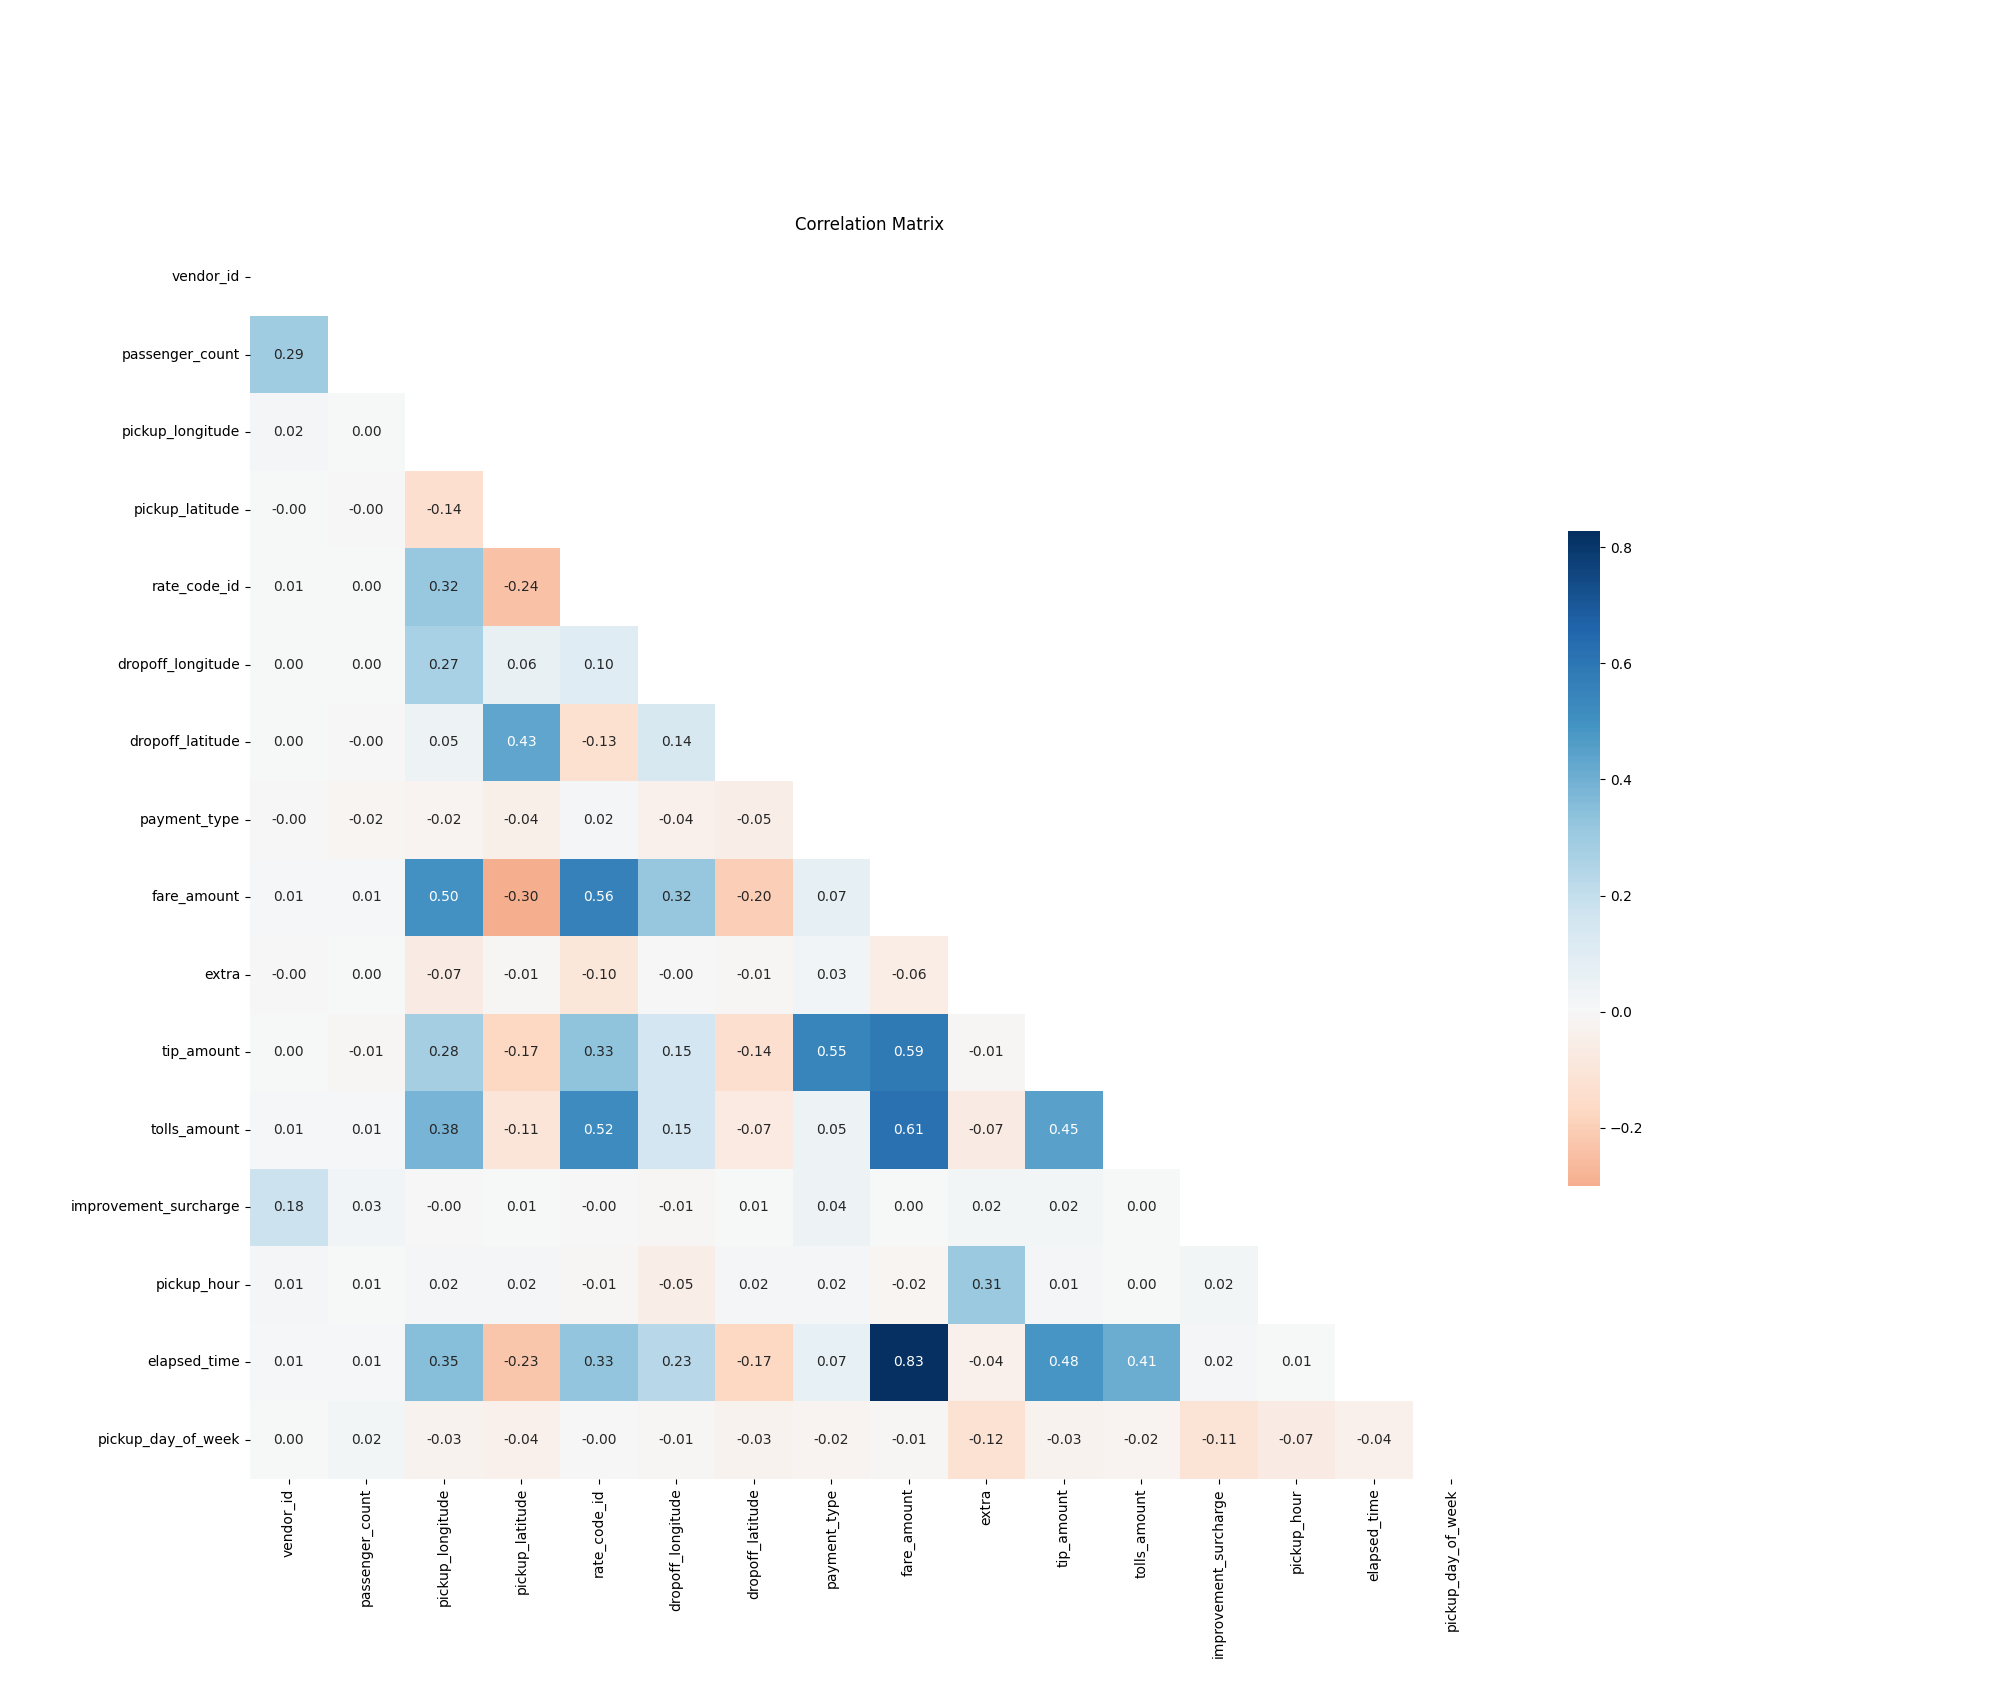 Correlation Matrix
vendor_id
passenger_count 0.29
pickup_longitude 0.02 0.00
pickup_latitude -0.00 -0.00 -0.14
rate_code_id 0.01 0.00 0.32 -0.24
dropoff_longitude 0.00 0.00 0.27 0.06 0.10
dropoff_latitude 0.00 -0.00 0.05 0.43 -0.13 0.14
payment_type -0.00 -0.02 -0.02 -0.04 0.02 -0.04 -0.05
fare_amount 0.01 0.01 0.50 -0.30 0.56 0.32 -0.20 0.07
extra -0.00 0.00 -0.07 -0.01 -0.10 -0.00 -0.01 0.03 -0.06
tip_amount 0.00 -0.01 0.28 -0.17 0.33 0.15 -0.14 0.55 0.59 -0.01
tolls_amount 0.01 0.01 0.38 -0.11 0.52 0.15 -0.07 0.05 0.61 -0.07 0.45
improvement_surcharge 0.18 0.03 -0.00 0.01 -0.00 -0.01 0.01 0.04 0.00 0.02 0.02 0.00
pickup_hour 0.01 0.01 0.02 0.02 -0.01 -0.05 0.02 0.02 -0.02 0.31 0.01 0.00 0.02
elapsed_time 0.01 0.01 0.35 -0.23 0.33 0.23 -0.17 0.07 0.83 -0.04 0.48 0.41 0.02 0.01
pickup_day_of_week 0.00 0.02 -0.03 -0.04 -0.00 -0.01 -0.03 -0.02 -0.01 -0.12 -0.03 -0.02 -0.11 -0.07 -0.04
vendor_id
passenger_count
pickup_longitude
pickup_latitude
rate_code_id
dropoff_longitude
dropoff_latitude
payment_type
fare_amount
extra
tip_amount
tolls_amount
improvement_surcharge
pickup_hour
elapsed_time
pickup_day_of_week
0.8
0.6
0.4
0.2
0.0
−0.2